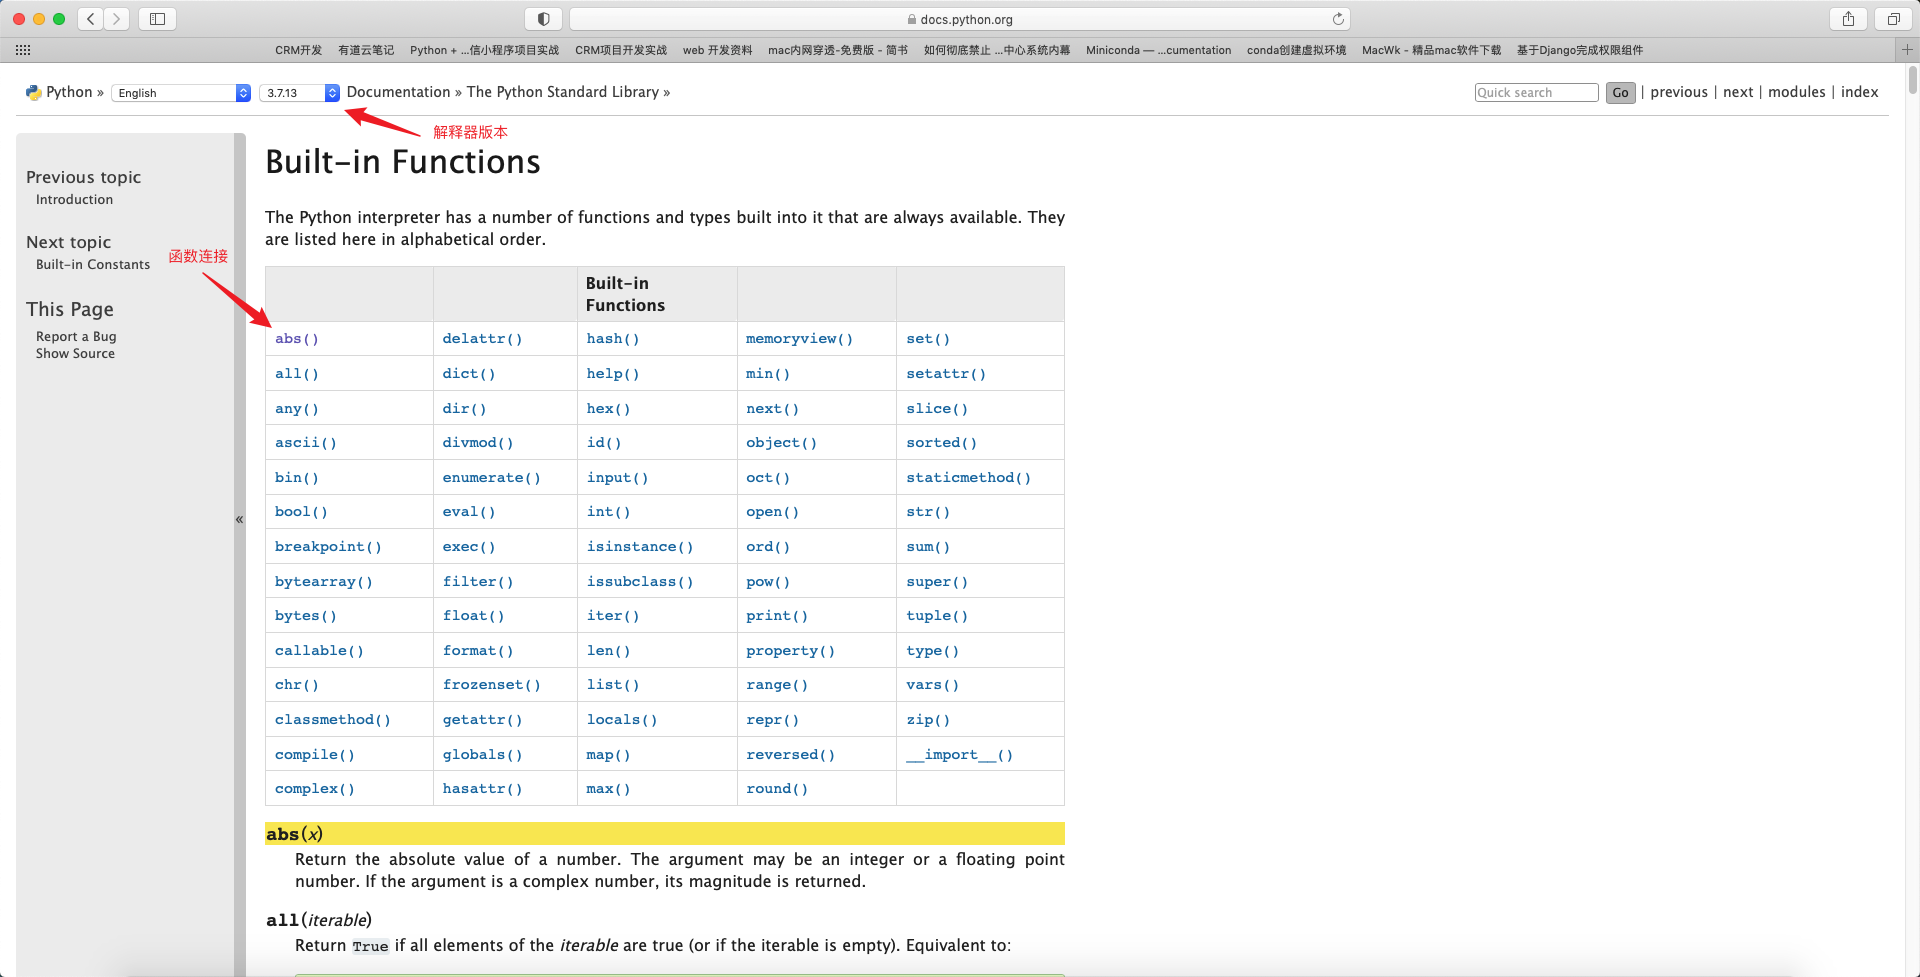 docs.python.org
CRM开发 有道云笔记 Python + ...信小程序项目实战 CRM项目开发实战 web 开发资料 mac内网穿透-免费版 - 简书 如何彻底禁止 ...中心系统内幕 Miniconda — ...cumentation conda创建虚拟环境 MacWk - 精品mac软件下载 基于Django完成权限组件
Python » English 3.7.13 Documentation » The Python Standard Library » Quick search Go | previous | next | modules | index
解释器版本
Previous topic
Introduction
Next topic
Built-in Constants
函数连接
This Page
Report a Bug
Show Source
«
Built-in Functions
The Python interpreter has a number of functions and types built into it that are always available. They
are listed here in alphabetical order.
Built-in
Functions
abs() delattr() hash() memoryview() set()
all() dict() help() min() setattr()
any() dir() hex() next() slice()
ascii() divmod() id() object() sorted()
bin() enumerate() input() oct() staticmethod()
bool() eval() int() open() str()
breakpoint() exec() isinstance() ord() sum()
bytearray() filter() issubclass() pow() super()
bytes() float() iter() print() tuple()
callable() format() len() property() type()
chr() frozenset() list() range() vars()
classmethod() getattr() locals() repr() zip()
compile() globals() map() reversed() __import__()
complex() hasattr() max() round()
abs(x)
Return the absolute value of a number. The argument may be an integer or a floating point
number. If the argument is a complex number, its magnitude is returned.
all(iterable)
Return True if all elements of the iterable are true (or if the iterable is empty). Equivalent to: